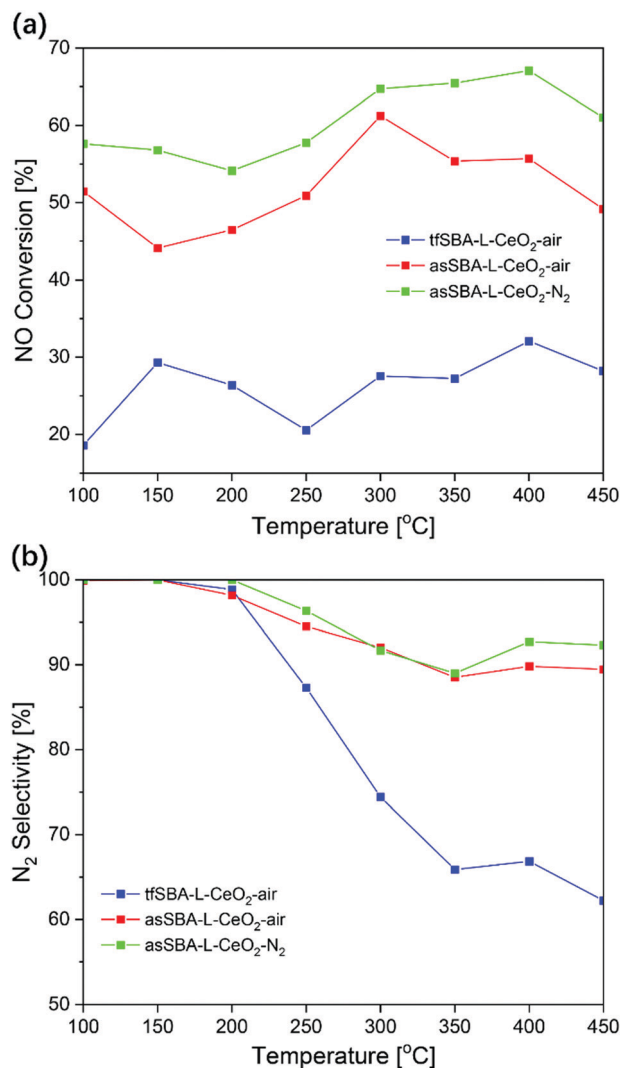 (a)
70
60
50
40
30
20
NO Conversion [%]
tfSBA-L-CeO₂-air
asSBA-L-CeO₂-air
asSBA-L-CeO₂-N₂
100 150 200 250 300 350 400 450
Temperature [°C]
(b)
100
90
80
70
60
50
N₂ Selectivity [%]
tfSBA-L-CeO₂-air
asSBA-L-CeO₂-air
asSBA-L-CeO₂-N₂
100 150 200 250 300 350 400 450
Temperature [°C]